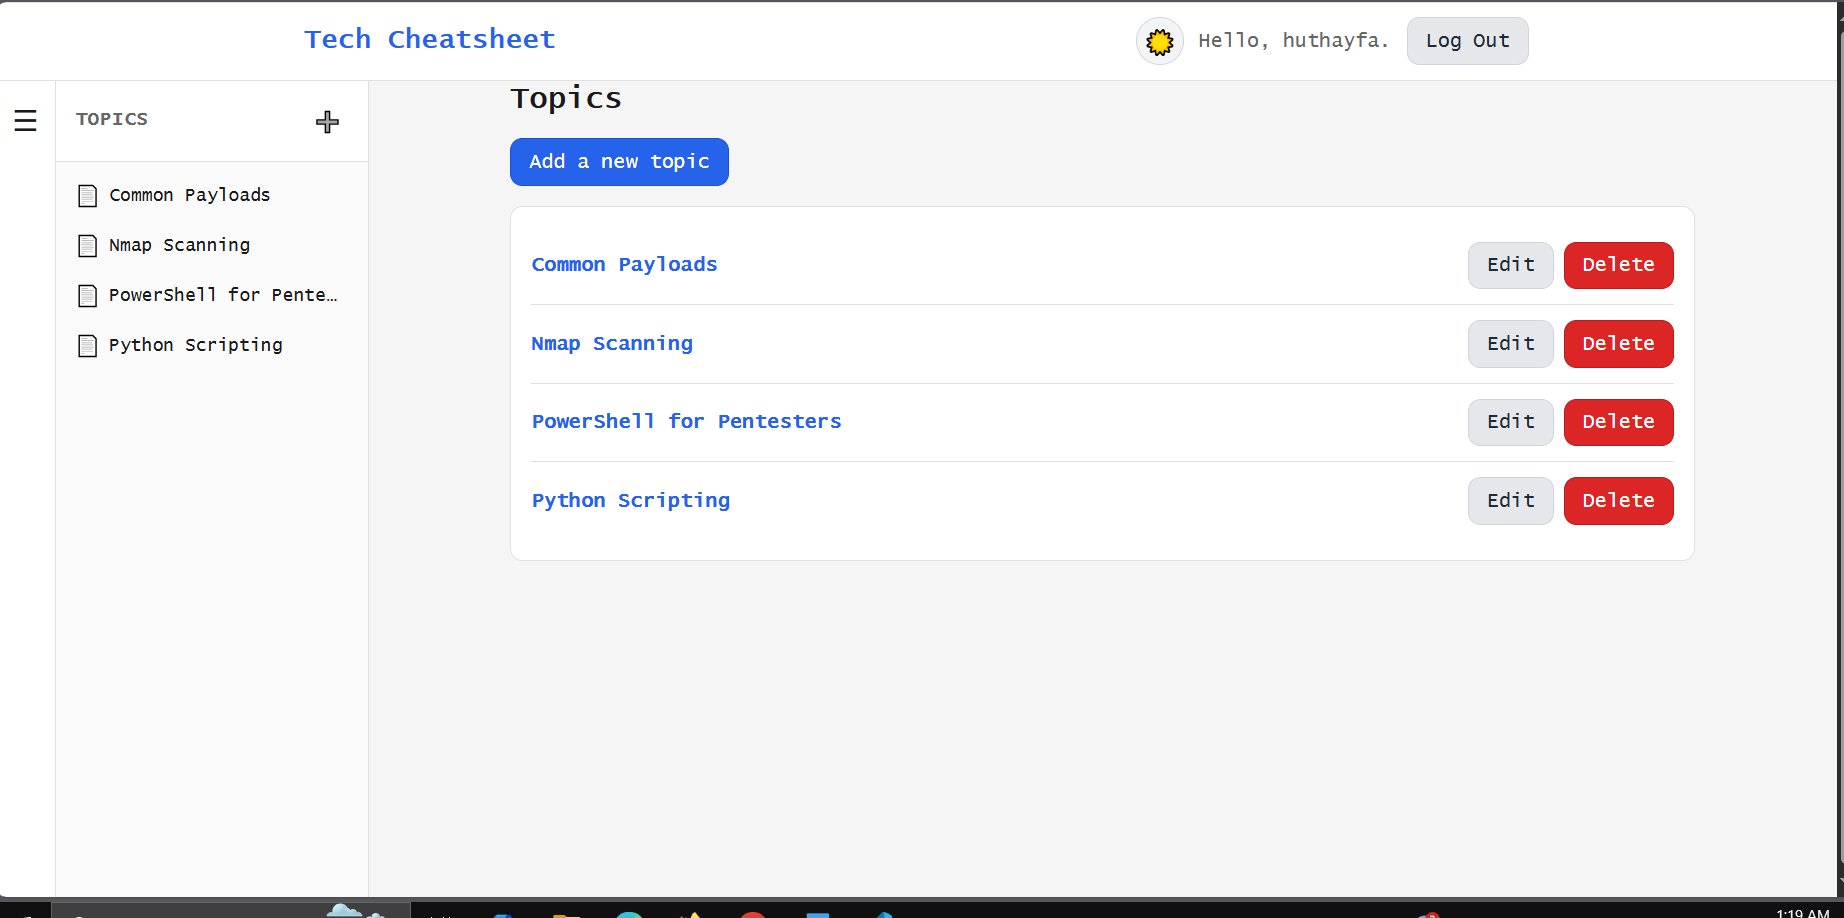 Tech Cheatsheet
Hello, huthayfa.
Log Out
TOPICS
Common Payloads
Nmap Scanning
PowerShell for Pente…
Python Scripting
Topics
Add a new topic
Common Payloads
Edit
Delete
Nmap Scanning
Edit
Delete
PowerShell for Pentesters
Edit
Delete
Python Scripting
Edit
Delete
1:19 AM